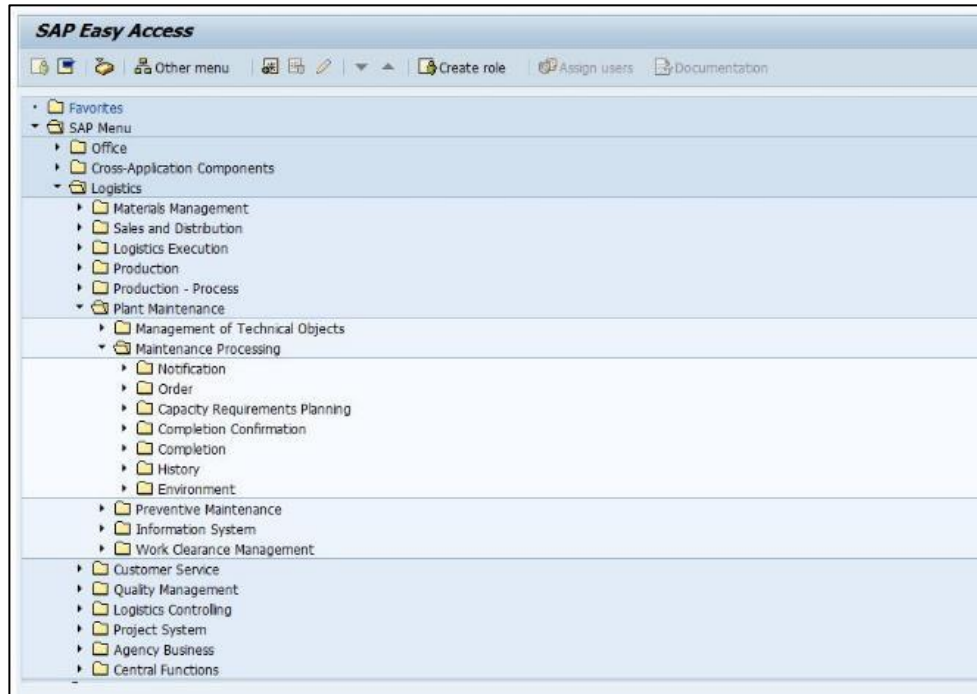 SAP Easy Access
Other menu Create role Assign users Documentation
Favorites
SAP Menu
Office
Cross-Application Components
Logistics
Materials Management
Sales and Distribution
Logistics Execution
Production
Production - Process
Plant Maintenance
Management of Technical Objects
Maintenance Processing
Notification
Order
Capacity Requirements Planning
Completion Confirmation
Completion
History
Environment
Preventive Maintenance
Information System
Work Clearance Management
Customer Service
Quality Management
Logistics Controlling
Project System
Agency Business
Central Functions